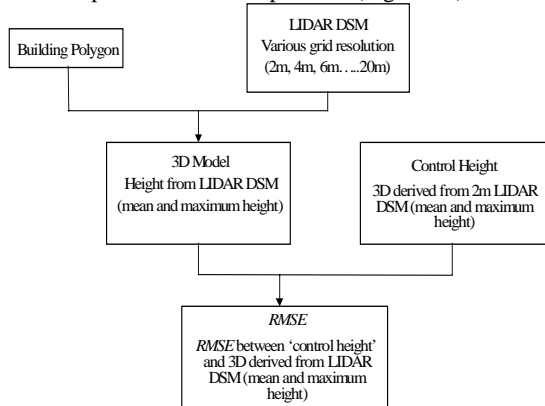 LIDAR DSM
Various grid resolution
(2m, 4m, 6m…..20m)
Building Polygon
3D Model
Height from LIDAR DSM
(mean and maximum height)
Control Height
3D derived from 2m LIDAR
DSM (mean and maximum
height)
RMSE
RMSE between ‘control height’
and 3D derived from LIDAR
DSM (mean and maximum
height)